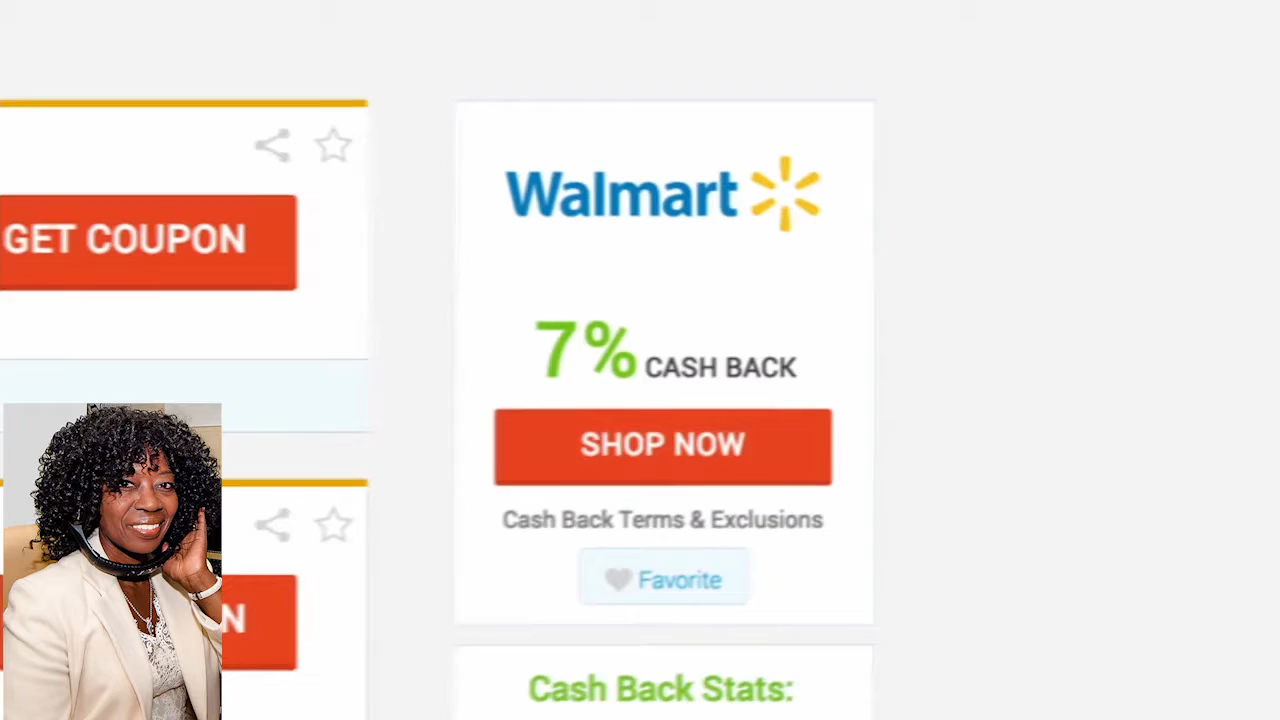 GET COUPON
Walmart
7% CASH BACK
SHOP NOW
Cash Back Terms & Exclusions
Favorite
N
Cash Back Stats: